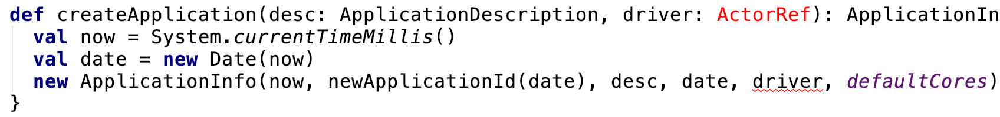 def createApplication(desc: ApplicationDescription, driver: ActorRef): ApplicationIn
val now = System.currentTimeMillis()
val date = new Date(now)
new ApplicationInfo(now, newApplicationId(date), desc, date, driver, defaultCores)
}